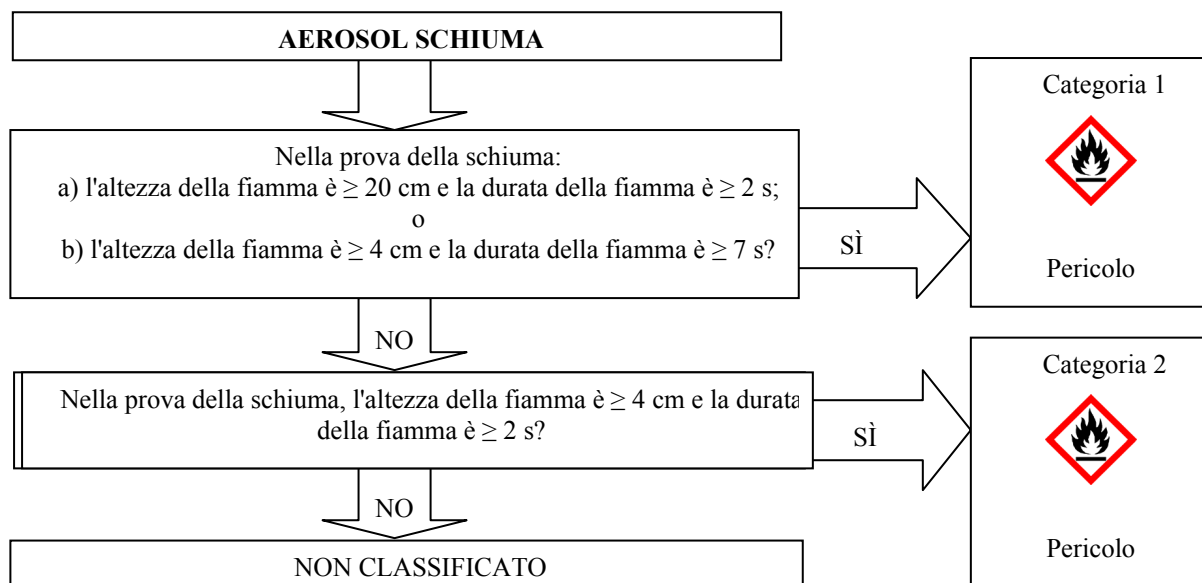 AEROSOL SCHIUMA
Categoria 1
Nella prova della schiuma:
a) l'altezza della fiamma è ≥ 20 cm e la durata della fiamma è ≥ 2 s;
o
b) l'altezza della fiamma è ≥ 4 cm e la durata della fiamma è ≥ 7 s?
SÌ
Pericolo
NO
Categoria 2
Nella prova della schiuma, l'altezza della fiamma è ≥ 4 cm e la durata
della fiamma è ≥ 2 s?
SÌ
Pericolo
NO
NON CLASSIFICATO